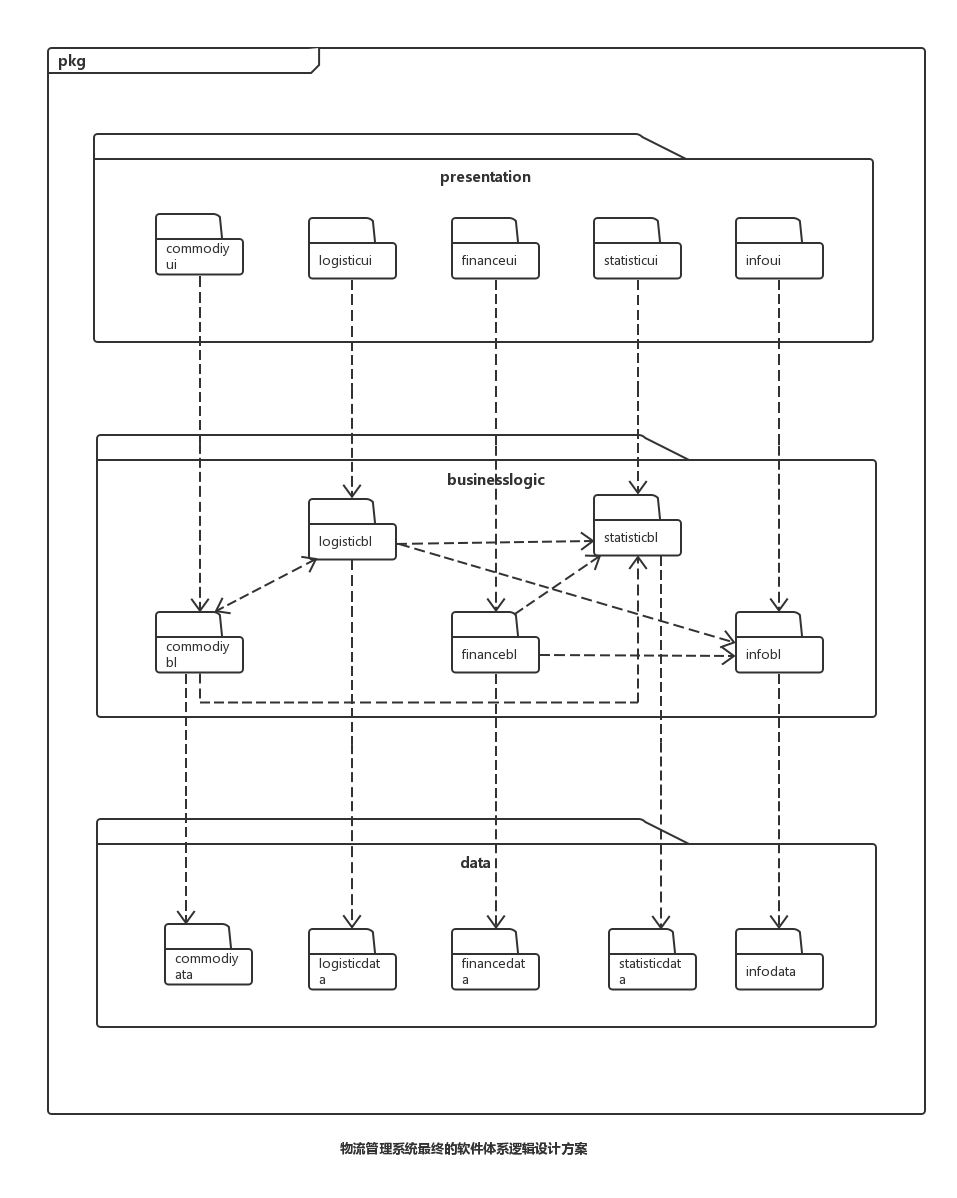 pkg
presentation
commodiy
ui
logisticui
financeui
statisticui
infoui
businesslogic
logisticbl
statisticbl
commodiy
bl
financebl
infobl
data
commodiy
ata
logisticdat
a
financedat
a
statisticdat
a
infodata
物流管理系统最终的软件体系逻辑设计方案